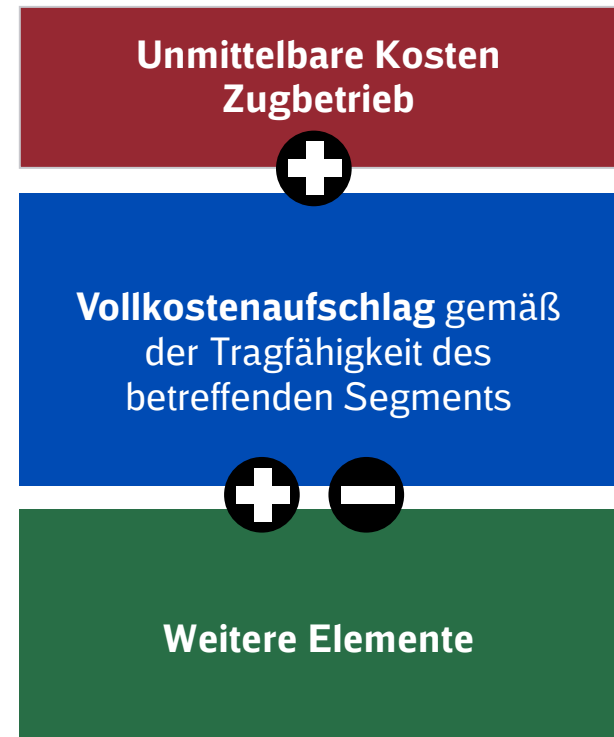 Unmittelbare Kosten
Zugbetrieb
Vollkostenaufschlag gemäß
der Tragfähigkeit des
betreffenden Segments
Weitere Elemente